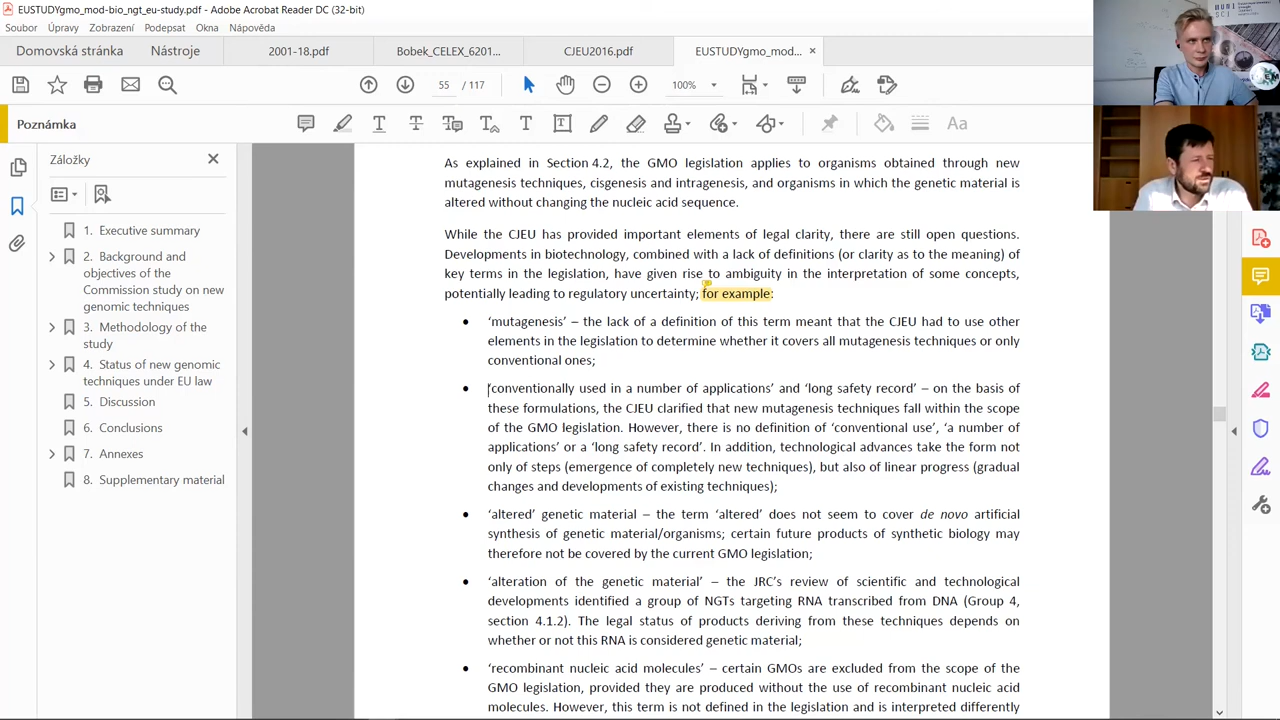 EUSTUDYgmo_mod-bio_ngt_eu-study.pdf - Adobe Acrobat Reader DC (32-bit)
Soubor Úpravy Zobrazení Podepsat Okna Nápověda
Domovská stránka Nástroje 2001-18.pdf Bobek_CELEX_6201... CJEU2016.pdf EUSTUDYgmo_mod... ×
55 / 117 100%
Poznámka
Záložky
1. Executive summary
2. Background and
objectives of the
Commission study on new
genomic techniques
3. Methodology of the
study
4. Status of new genomic
techniques under EU law
5. Discussion
6. Conclusions
7. Annexes
8. Supplementary material
As explained in Section 4.2, the GMO legislation applies to organisms obtained through new
mutagenesis techniques, cisgenesis and intragenesis, and organisms in which the genetic material is
altered without changing the nucleic acid sequence.
While the CJEU has provided important elements of legal clarity, there are still open questions.
Developments in biotechnology, combined with a lack of definitions (or clarity as to the meaning) of
key terms in the legislation, have given rise to ambiguity in the interpretation of some concepts,
potentially leading to regulatory uncertainty; for example:
• ‘mutagenesis’ – the lack of a definition of this term meant that the CJEU had to use other
elements in the legislation to determine whether it covers all mutagenesis techniques or only
conventional ones;
• ‘conventionally used in a number of applications’ and ‘long safety record’ – on the basis of
these formulations, the CJEU clarified that new mutagenesis techniques fall within the scope
of the GMO legislation. However, there is no definition of ‘conventional use’, ‘a number of
applications’ or a ‘long safety record’. In addition, technological advances take the form not
only of steps (emergence of completely new techniques), but also of linear progress (gradual
changes and developments of existing techniques);
• ‘altered’ genetic material – the term ‘altered’ does not seem to cover de novo artificial
synthesis of genetic material/organisms; certain future products of synthetic biology may
therefore not be covered by the current GMO legislation;
• ‘alteration of the genetic material’ – the JRC’s review of scientific and technological
developments identified a group of NGTs targeting RNA transcribed from DNA (Group 4,
section 4.1.2). The legal status of products deriving from these techniques depends on
whether or not this RNA is considered genetic material;
• ‘recombinant nucleic acid molecules’ – certain GMOs are excluded from the scope of the
GMO legislation, provided they are produced without the use of recombinant nucleic acid
molecules. However, this term is not defined in the legislation and is interpreted differently
MUNI
SCI